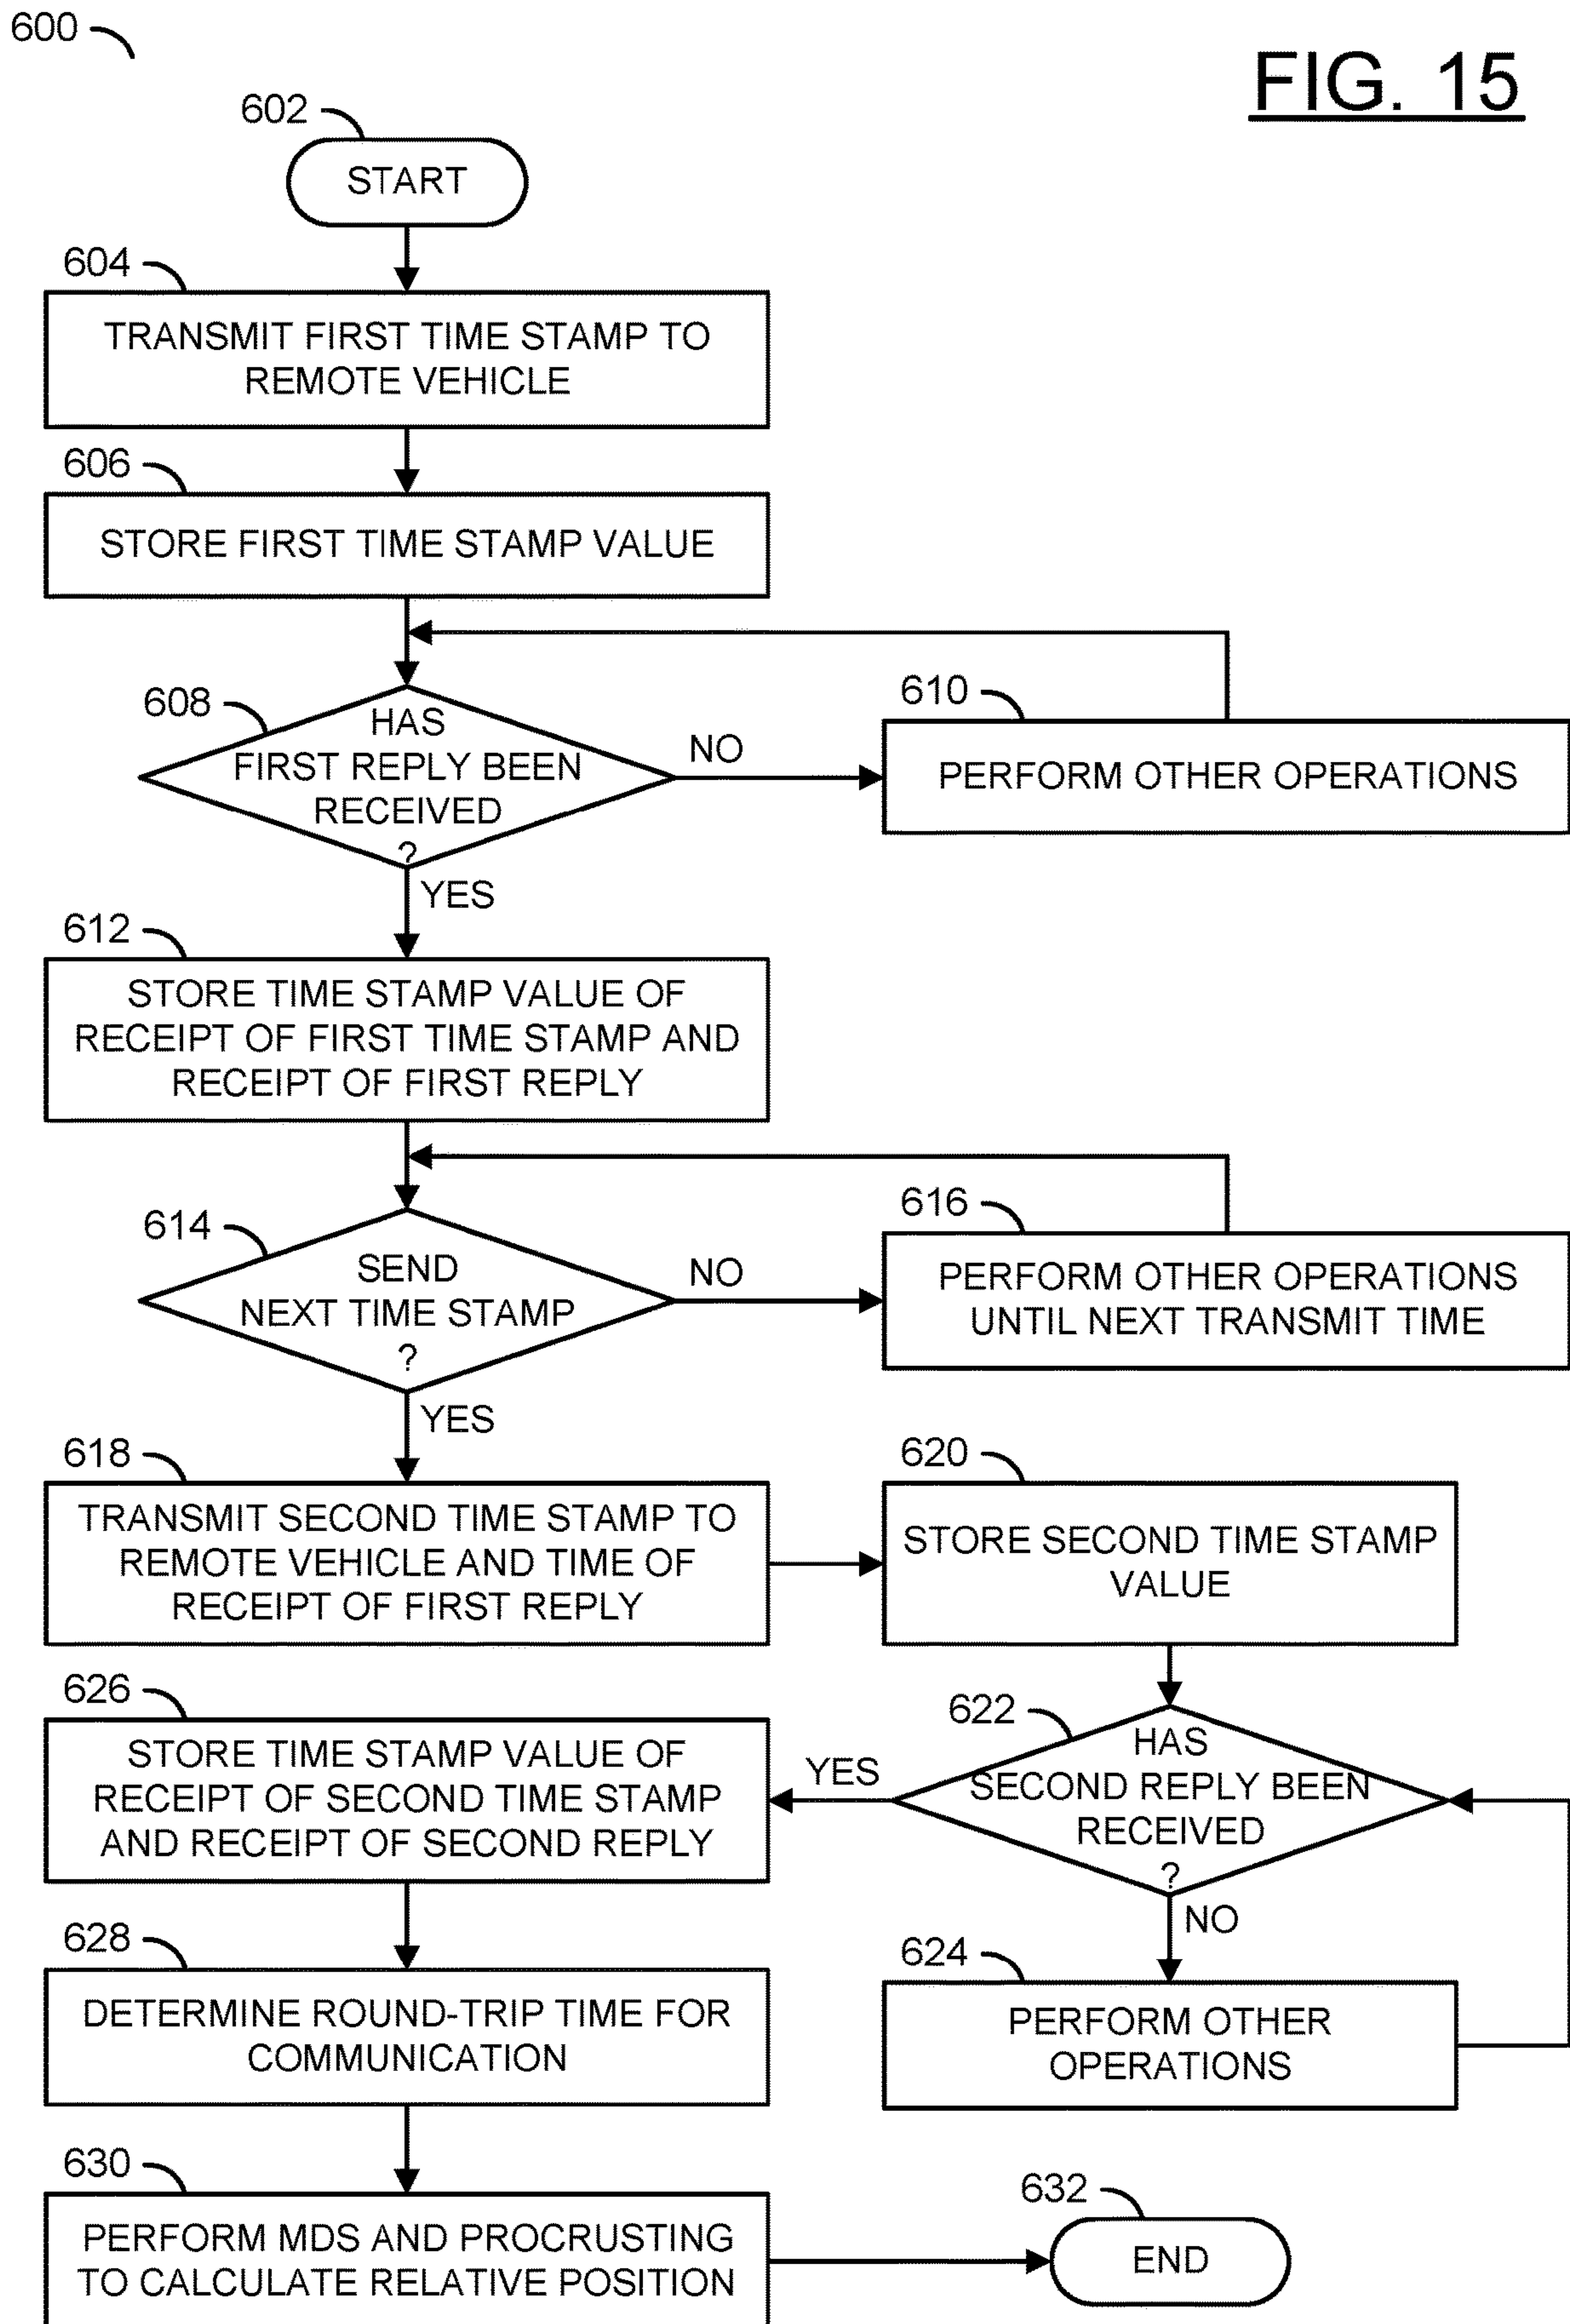 600
FIG. 15
602
START
604
TRANSMIT FIRST TIME STAMP TO
REMOTE VEHICLE
606
STORE FIRST TIME STAMP VALUE
608
HAS
FIRST REPLY BEEN
RECEIVED
?
NO
610
PERFORM OTHER OPERATIONS
YES
612
STORE TIME STAMP VALUE OF
RECEIPT OF FIRST TIME STAMP AND
RECEIPT OF FIRST REPLY
614
SEND
NEXT TIME STAMP
?
NO
616
PERFORM OTHER OPERATIONS
UNTIL NEXT TRANSMIT TIME
YES
618
TRANSMIT SECOND TIME STAMP TO
REMOTE VEHICLE AND TIME OF
RECEIPT OF FIRST REPLY
620
STORE SECOND TIME STAMP
VALUE
622
HAS
SECOND REPLY BEEN
RECEIVED
?
YES
NO
624
PERFORM OTHER
OPERATIONS
626
STORE TIME STAMP VALUE OF
RECEIPT OF SECOND TIME STAMP
AND RECEIPT OF SECOND REPLY
628
DETERMINE ROUND-TRIP TIME FOR
COMMUNICATION
630
PERFORM MDS AND PROCRUSTING
TO CALCULATE RELATIVE POSITION
632
END